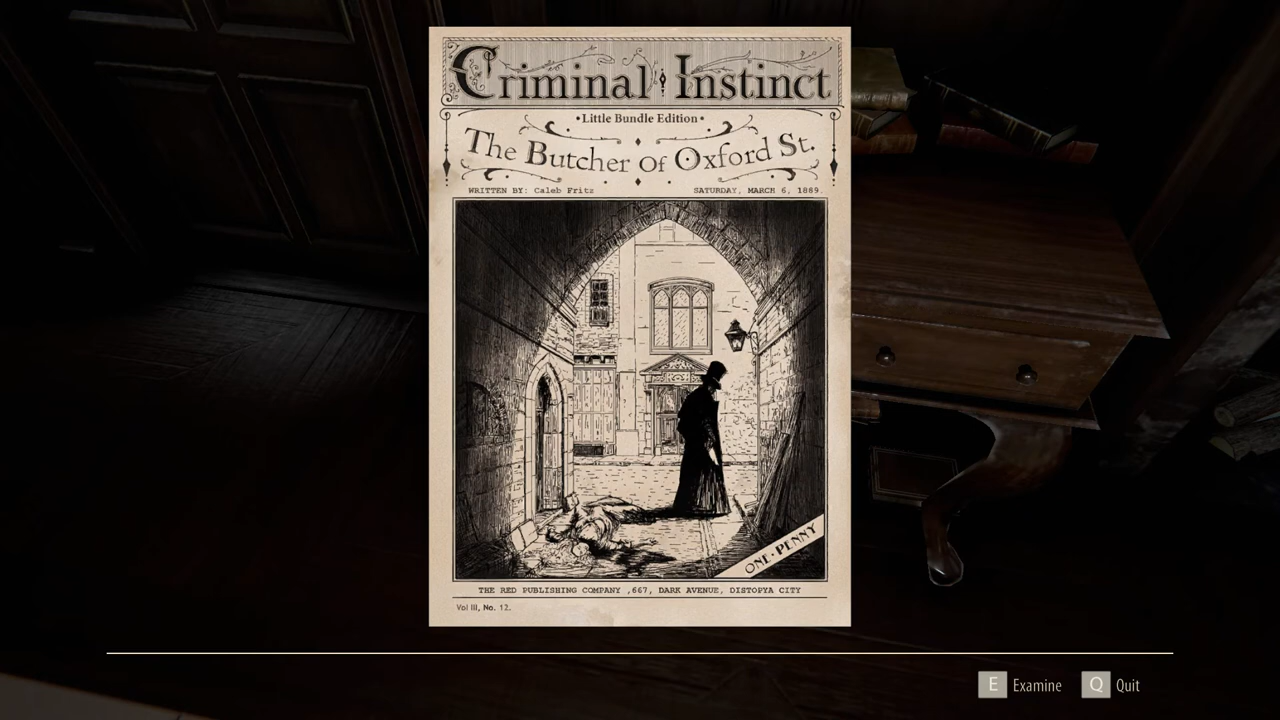 Criminal Instinct
•Little Bundle Edition•
The Butcher Of Oxford St.
WRITTEN BY: Caleb Fritz
SATURDAY, MARCH 6, 1889.
ONE·PENNY
THE RED PUBLISHING COMPANY ,667, DARK AVENUE, DISTOPYA CITY
Vol III, No. 12.
E Examine
Q Quit